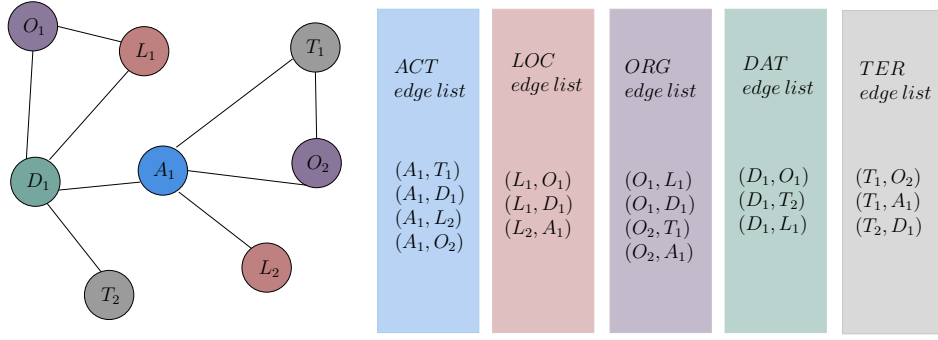 O₁
L₁
T₁
D₁
A₁
O₂
L₂
T₂
ACT
edge list
(A₁, T₁)
(A₁, D₁)
(A₁, L₂)
(A₁, O₂)
LOC
edge list
(L₁, O₁)
(L₁, D₁)
(L₂, A₁)
ORG
edge list
(O₁, L₁)
(O₁, D₁)
(O₂, T₁)
(O₂, A₁)
DAT
edge list
(D₁, O₁)
(D₁, T₂)
(D₁, L₁)
TER
edge list
(T₁, O₂)
(T₁, A₁)
(T₂, D₁)